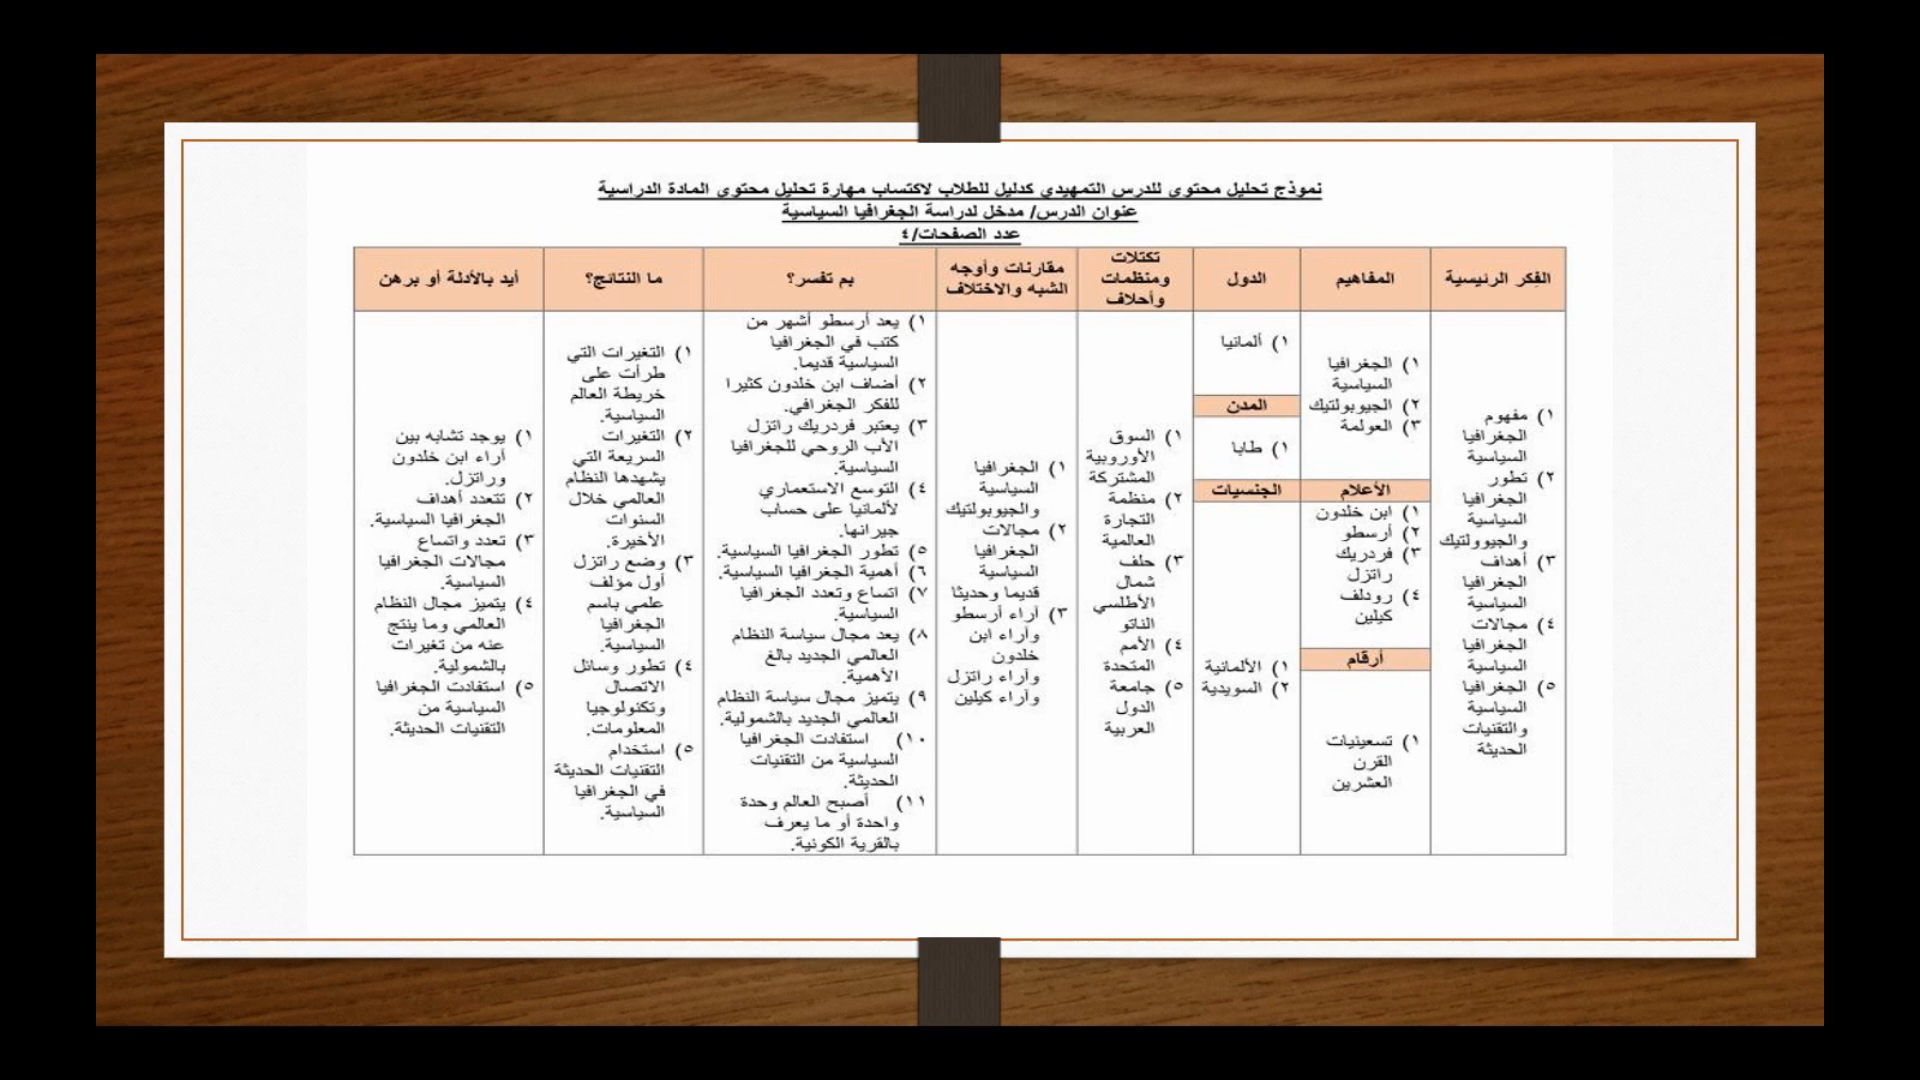 نموذج تحليل محتوى للدرس التمهيدي كدليل للطلاب لاكتساب مهارة تحليل محتوى المادة الدراسية
عنوان الدرس/ مدخل لدراسة الجغرافيا السياسية
عدد الصفحات/٤
الفكر الرئيسية
١) مفهوم
الجغرافيا
السياسية
٢) تطور
الجغرافيا
السياسية
والجيوولتيك
٣) أهداف
الجغرافيا
السياسية
٤) مجالات
الجغرافيا
السياسية
٥) الجغرافيا
السياسية
والتقنيات
الحديثة
المفاهيم
١) الجغرافيا
السياسية
٢) الجيوبولتيك
٣) العولمة
الأعلام
١) ابن خلدون
٢) أرسطو
٣) فردريك
راتزل
٤) رودلف
كيلين
أرقام
١) تسعينيات
القرن
العشرين
الدول
١) ألمانيا
المدن
١) طابا
الجنسيات
١) الألمانية
٢) السويدية
تكتلات
ومنظمات
وأحلاف
١) السوق
الأوروبية
المشتركة
٢) منظمة
التجارة
العالمية
٣) حلف
شمال
الأطلسي
الناتو
٤) الأمم
المتحدة
٥) جامعة
الدول
العربية
مقارنات وأوجه
الشبه والاختلاف
١) الجغرافيا
السياسية
والجيوبولتيك
٢) مجالات
الجغرافيا
السياسية
قديما وحديثا
٣) آراء أرسطو
وآراء ابن
خلدون
وآراء راتزل
وآراء كيلين
بم تفسر؟
١) يعد أرسطو أشهر من
كتب في الجغرافيا
السياسية قديما.
٢) أضاف ابن خلدون كثيرا
للفكر الجغرافي.
٣) يعتبر فردريك راتزل
الأب الروحي للجغرافيا
السياسية.
٤) التوسع الاستعماري
لألمانيا على حساب
جيرانها.
٥) تطور الجغرافيا السياسية.
٦) أهمية الجغرافيا السياسية.
٧) اتساع وتعدد الجغرافيا
السياسية.
٨) يعد مجال سياسة النظام
العالمي الجديد بالغ
الأهمية.
٩) يتميز مجال سياسة النظام
العالمي الجديد بالشمولية.
١٠) استفادت الجغرافيا
السياسية من التقنيات
الحديثة.
١١) أصبح العالم وحدة
واحدة أو ما يعرف
بالقرية الكونية.
ما النتائج؟
١) التغيرات التي
طرأت على
خريطة العالم
السياسية.
٢) التغيرات
السريعة التي
يشهدها النظام
العالمي خلال
السنوات
الأخيرة.
٣) وضع راتزل
أول مؤلف
علمي باسم
الجغرافيا
السياسية.
٤) تطور وسائل
الاتصال
وتكنولوجيا
المعلومات.
٥) استخدام
التقنيات الحديثة
في الجغرافيا
السياسية.
أيد بالأدلة أو برهن
١) يوجد تشابه بين
آراء ابن خلدون
وراتزل.
٢) تتعدد أهداف
الجغرافيا السياسية.
٣) تعدد واتساع
مجالات الجغرافيا
السياسية.
٤) يتميز مجال النظام
العالمي وما ينتج
عنه من تغيرات
بالشمولية.
٥) استفادت الجغرافيا
السياسية من
التقنيات الحديثة.